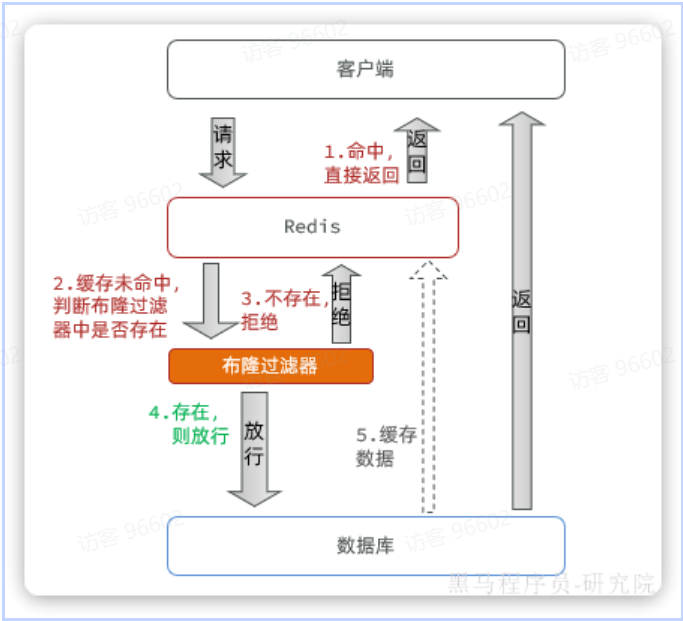 访客 96602
访客 96602
客户端
请
求
1.命中，
直接返回
返
回
访客 96602
访客 96602
Redis
2.缓存未命中，
判断布隆过滤
器中是否存在
3.不存在，
拒绝
拒
绝
返
回
布隆过滤器
访客 96602
4.存在，
则放行
放
行
5.缓存
数据
访客 96602
访客 96602
数据库
黑马程序员-研究院